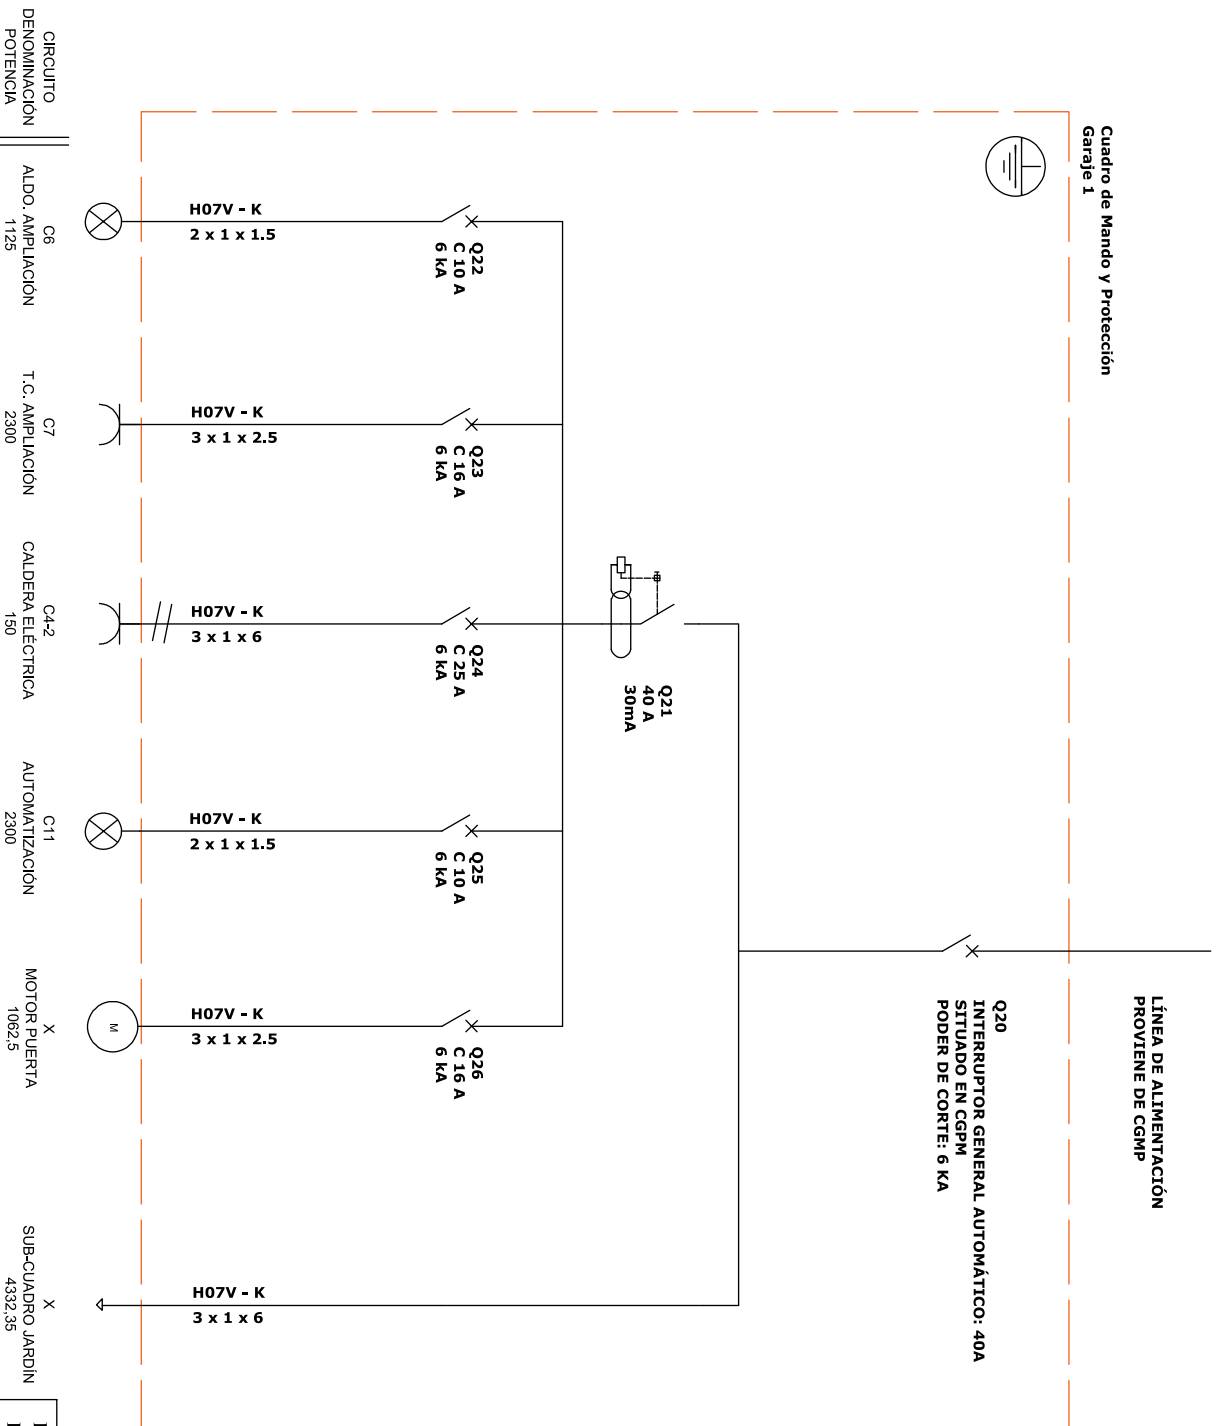 Cuadro de Mando y Protección
Garaje 1
LÍNEA DE ALIMENTACIÓN
PROVIENE DE CGMP
Q20
INTERRUPTOR GENERAL AUTOMÁTICO: 40A
SITUADO EN CGPM
PODER DE CORTE: 6 KA
Q21
40 A
30mA
Q22
C 10 A
6 kA
Q23
C 16 A
6 kA
Q24
C 25 A
6 kA
Q25
C 10 A
6 kA
Q26
C 16 A
6 kA
H07V - K
2 x 1 x 1.5
H07V - K
3 x 1 x 2.5
H07V - K
3 x 1 x 6
H07V - K
2 x 1 x 1.5
H07V - K
3 x 1 x 2.5
H07V - K
3 x 1 x 6
M
CIRCUITO
DENOMINACIÓN
POTENCIA
C6
ALDO. AMPLIACIÓN
1125
C7
T.C. AMPLIACIÓN
2300
C4-2
CALDERA ELÉCTRICA
150
C11
AUTOMATIZACIÓN
2300
X
MOTOR PUERTA
1062,5
X
SUB-CUADRO JARDÍN
4332,35